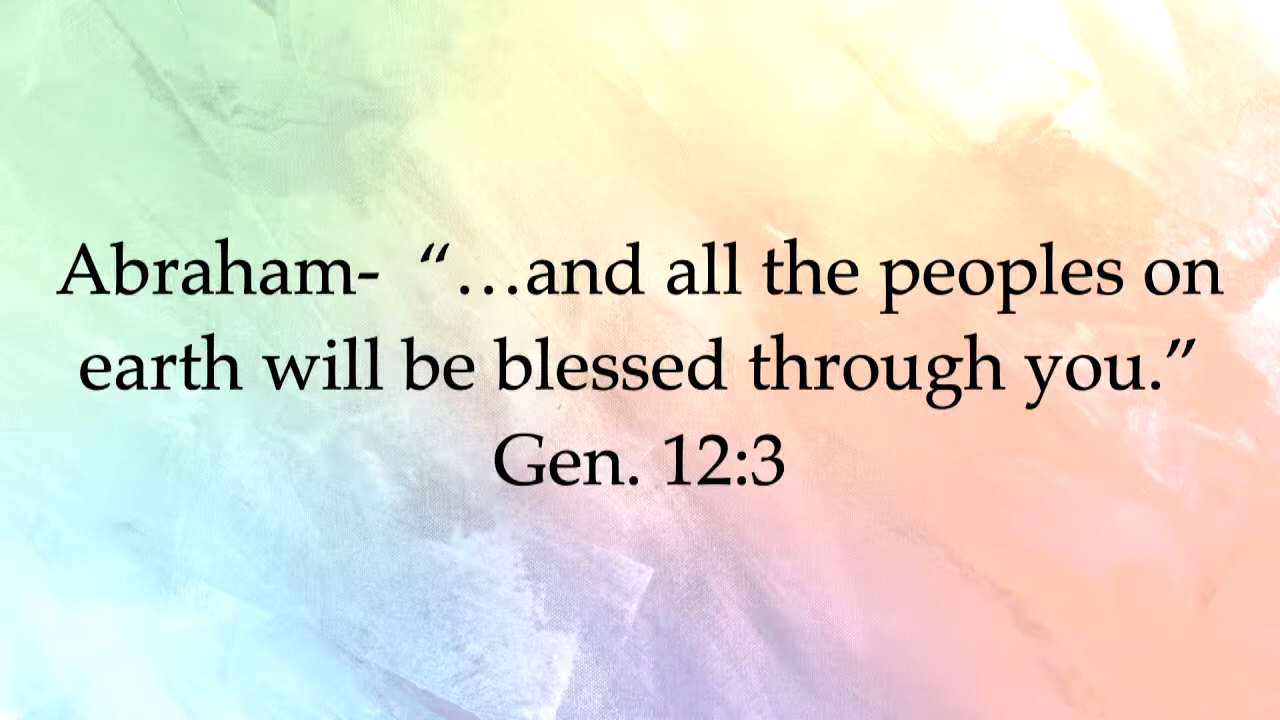 Abraham-  “…and all the peoples on
earth will be blessed through you.”
Gen. 12:3